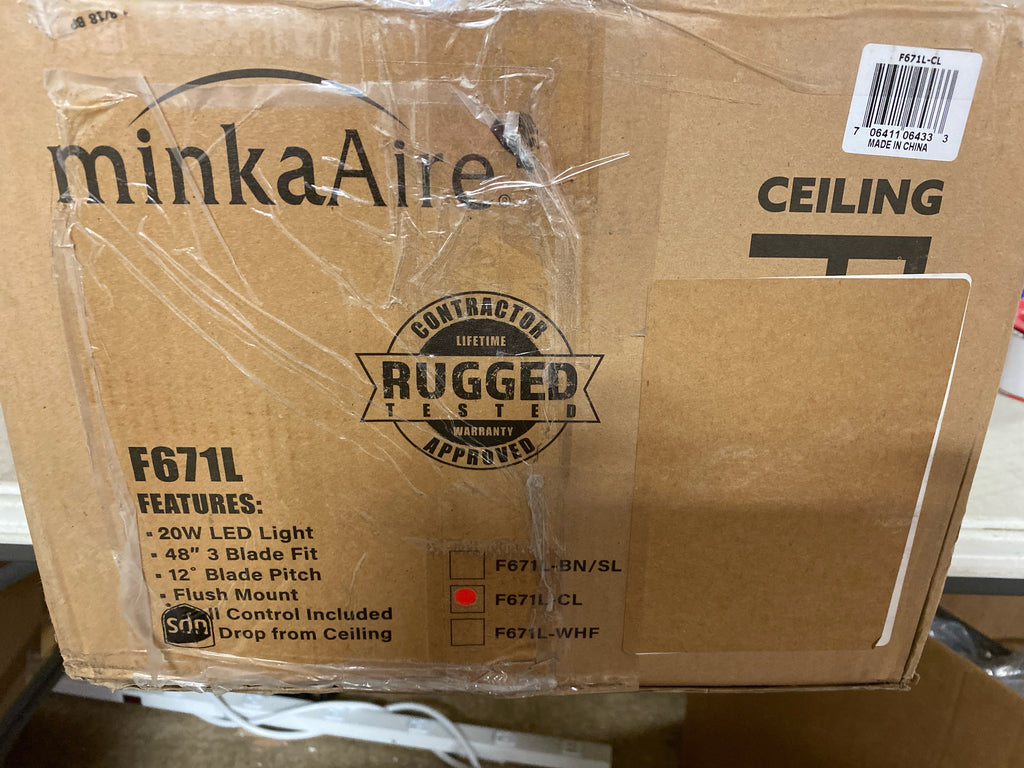 minkaAire®
F671L-CL
7 06411 06433 3
MADE IN CHINA
CEILING
F
CONTRACTOR
LIFETIME
RUGGED
TESTED
WARRANTY
APPROVED
F671L
FEATURES:
- 20W LED Light
- 48" 3 Blade Fit
- 12° Blade Pitch
- Flush Mount
ll Control Included
Drop from Ceiling
F671L-BN/SL
F671L-CL
F671L-WHF